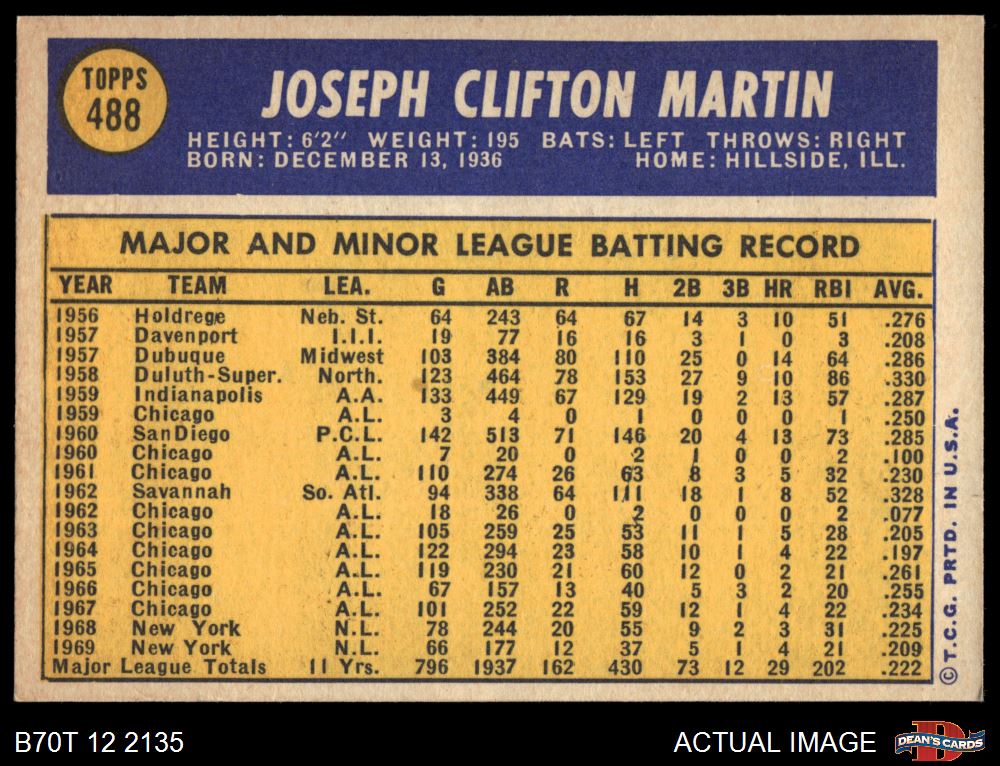 TOPPS
488
JOSEPH CLIFTON MARTIN
HEIGHT: 6'2" WEIGHT: 195 BATS: LEFT THROWS: RIGHT
BORN: DECEMBER 13, 1936 HOME: HILLSIDE, ILL.
MAJOR AND MINOR LEAGUE BATTING RECORD
YEAR TEAM LEA. G AB R H 2B 3B HR RBI AVG.
1956 Holdrege Neb. St. 64 243 64 67 14 3 10 51 .276
1957 Davenport I.I.I. 19 77 16 16 3 1 0 3 .208
1957 Dubuque Midwest 103 384 80 110 25 0 14 64 .286
1958 Duluth-Super. North. 123 464 78 153 27 9 10 86 .330
1959 Indianapolis A.A. 133 449 67 129 19 2 13 57 .287
1959 Chicago A.L. 3 4 0 1 0 0 0 1 .250
1960 San Diego P.C.L. 142 513 71 146 20 4 13 73 .285
1960 Chicago A.L. 7 20 0 2 1 0 0 2 .100
1961 Chicago A.L. 110 274 26 63 8 3 5 32 .230
1962 Savannah So. Atl. 94 338 64 111 18 1 8 52 .328
1962 Chicago A.L. 18 26 0 2 0 0 0 2 .077
1963 Chicago A.L. 105 259 25 53 11 1 5 28 .205
1964 Chicago A.L. 122 294 23 58 10 1 4 22 .197
1965 Chicago A.L. 119 230 21 60 12 0 2 21 .261
1966 Chicago A.L. 67 157 13 40 5 3 2 20 .255
1967 Chicago A.L. 101 252 22 59 12 1 4 22 .234
1968 New York N.L. 78 244 20 55 9 2 3 31 .225
1969 New York N.L. 66 177 12 37 5 1 4 21 .209
Major League Totals 11 Yrs. 796 1937 162 430 73 12 29 202 .222
© T.C.G. PRTD. IN U.S.A.
B70T 12 2135
ACTUAL IMAGE
DEAN'S CARDS